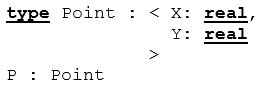 type Point : < X: real,
Y: real
>
P : Point